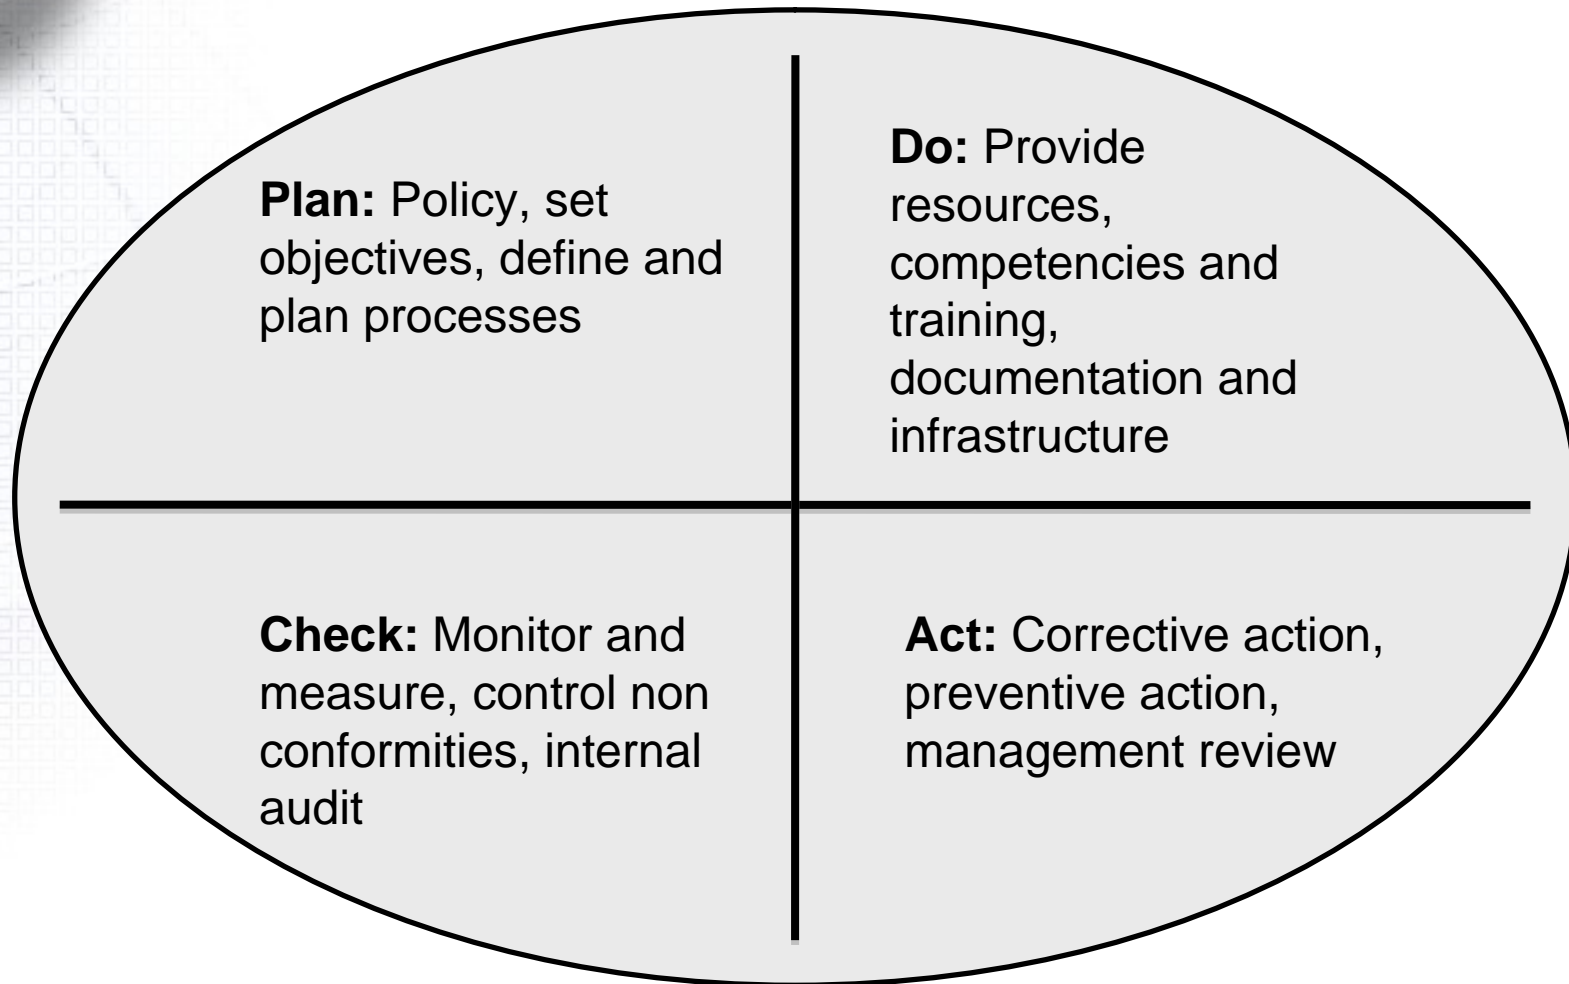 Plan: Policy, set
objectives, define and
plan processes
Do: Provide
resources,
competencies and
training,
documentation and
infrastructure
Check: Monitor and
measure, control non
conformities, internal
audit
Act: Corrective action,
preventive action,
management review